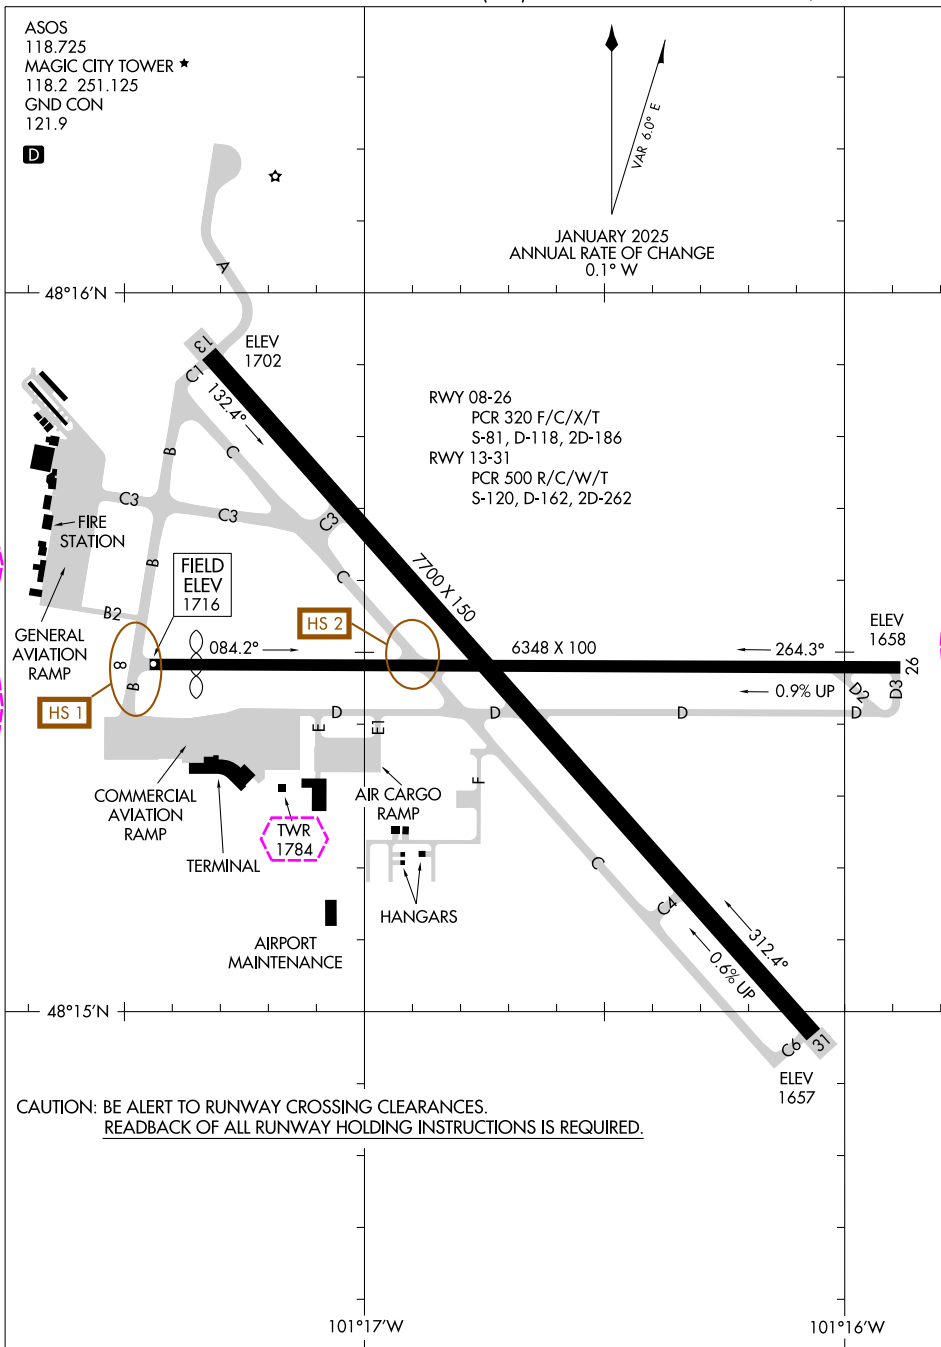 ASOS
118.725
MAGIC CITY TOWER
118.2 251.125
GND CON
121.9
D
VAR 6.0° E
JANUARY 2025
ANNUAL RATE OF CHANGE
0.1° W
A
48°16'N
13
ELEV
1702
C1
132.4°
RWY 08-26
PCR 320 F/C/X/T
S-81, D-118, 2D-186
RWY 13-31
PCR 500 R/C/W/T
S-120, D-162, 2D-262
B
C
C3
C3
C3
FIRE
STATION
B
FIELD
ELEV
1716
C
7700 X 150
B2
HS 2
GENERAL
AVIATION
RAMP
8
084.2°
6348 X 100
264.3°
ELEV
1658
26
B
HS 1
0.9% UP
D2
D3
D
D
D
D
E
E1
F
COMMERCIAL
AVIATION
RAMP
AIR CARGO
RAMP
TWR
1784
TERMINAL
C
HANGARS
C4
AIRPORT
MAINTENANCE
312.4°
0.6% UP
48°15'N
C6
31
ELEV
1657
CAUTION: BE ALERT TO RUNWAY CROSSING CLEARANCES.
READBACK OF ALL RUNWAY HOLDING INSTRUCTIONS IS REQUIRED.
101°17'W
101°16'W